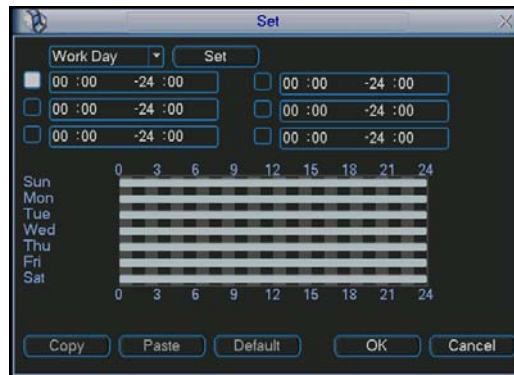 Set
Work Day Set
00 :00 -24 :00 00 :00 -24 :00
00 :00 -24 :00 00 :00 -24 :00
00 :00 -24 :00 00 :00 -24 :00
0 3 6 9 12 15 18 21 24
Sun
Mon
Tue
Wed
Thu
Fri
Sat
0 3 6 9 12 15 18 21 24
Copy Paste Default OK Cancel